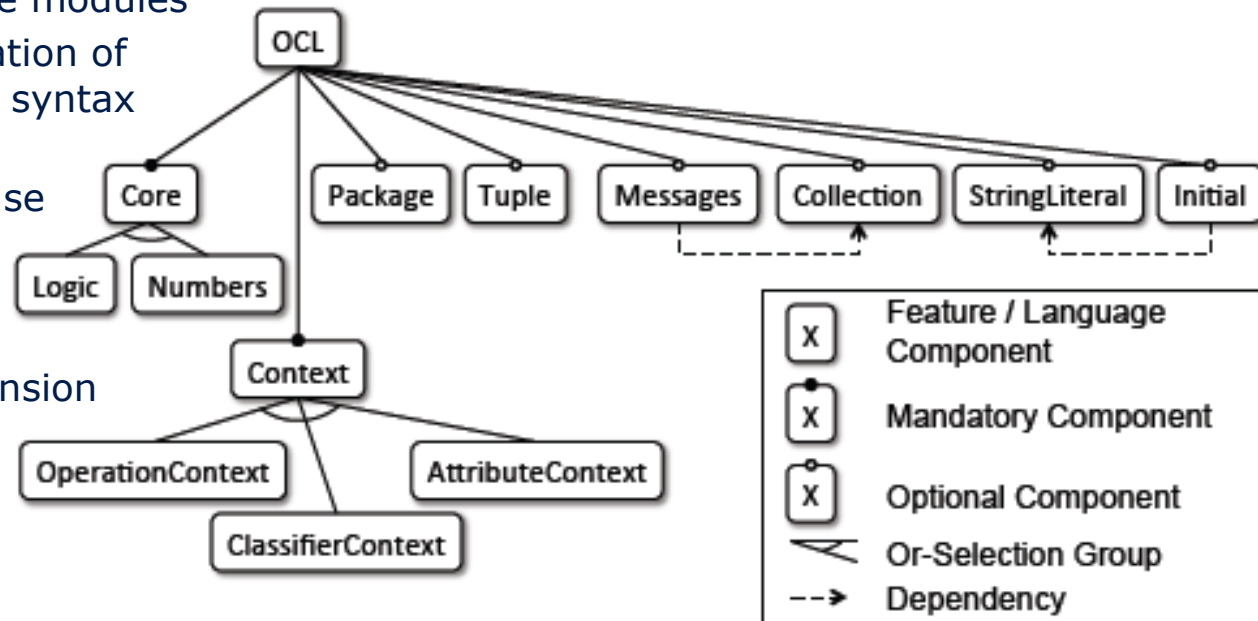 e modules
ation of
syntax
se
nsion
OCL
Core
Package
Tuple
Messages
Collection
StringLiteral
Initial
Logic
Numbers
Context
OperationContext
AttributeContext
ClassifierContext
X
Feature / Language
Component
X
Mandatory Component
X
Optional Component
Or-Selection Group
Dependency